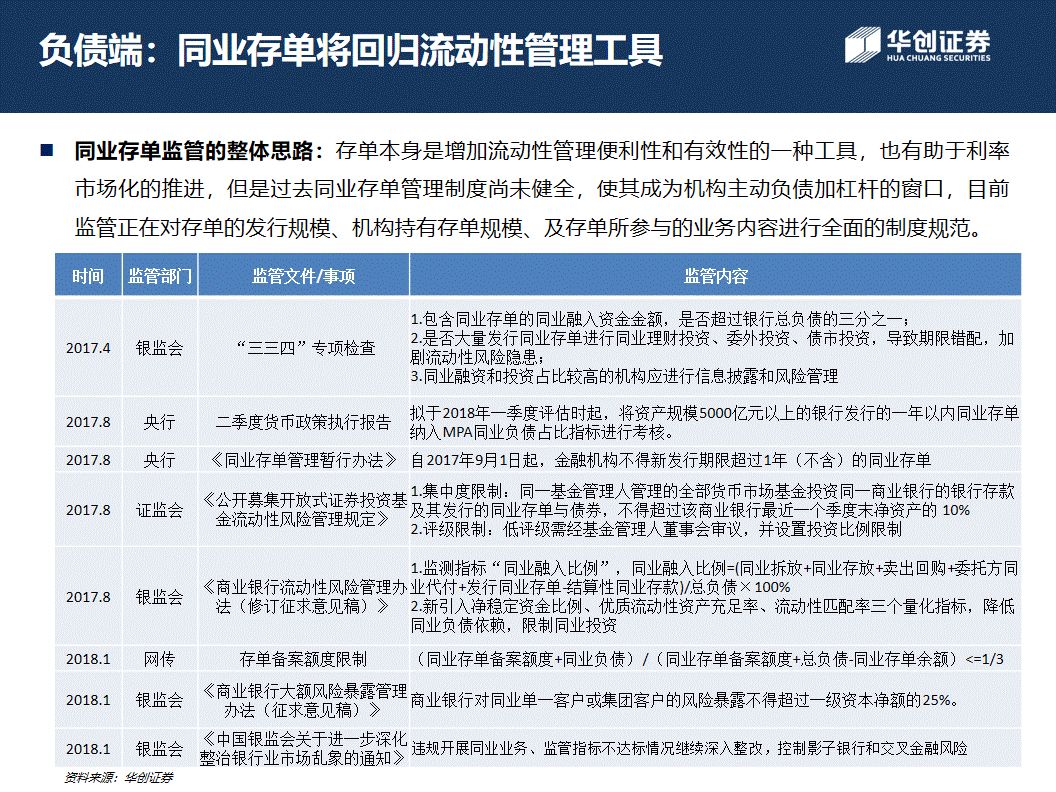 负债端：同业存单将回归流动性管理工具
华创证券
HUA CHUANG SECURITIES
同业存单监管的整体思路：存单本身是增加流动性管理便利性和有效性的一种工具，也有助于利率
市场化的推进，但是过去同业存单管理制度尚未健全，使其成为机构主动负债加杠杆的窗口，目前
监管正在对存单的发行规模、机构持有存单规模、及存单所参与的业务内容进行全面的制度规范。
时间 监管部门 监管文件/事项 监管内容
2017.4 银监会 “三三四”专项检查
1.包含同业存单的同业融入资金金额，是否超过银行总负债的三分之一；
2.是否大量发行同业存单进行同业理财投资、委外投资、债市投资，导致期限错配，加
剧流动性风险隐患；
3.同业融资和投资占比较高的机构应进行信息披露和风险管理
2017.8 央行 二季度货币政策执行报告
拟于2018年一季度评估时起，将资产规模5000亿元以上的银行发行的一年以内同业存单
纳入MPA同业负债占比指标进行考核。
2017.8 央行 《同业存单管理暂行办法》 自2017年9月1日起，金融机构不得新发行期限超过1年（不含）的同业存单
2017.8 证监会
《公开募集开放式证券投资基
金流动性风险管理规定》
1.集中度限制：同一基金管理人管理的全部货币市场基金投资同一商业银行的银行存款
及其发行的同业存单与债券，不得超过该商业银行最近一个季度末净资产的 10%
2.评级限制：低评级需经基金管理人董事会审议，并设置投资比例限制
2017.8 银监会
《商业银行流动性风险管理办
法（修订征求意见稿）》
1.监测指标“同业融入比例”，同业融入比例=(同业拆放+同业存放+卖出回购+委托方同
业代付+发行同业存单-结算性同业存款)/总负债×100%
2.新引入净稳定资金比例、优质流动性资产充足率、流动性匹配率三个量化指标，降低
同业负债依赖，限制同业投资
2018.1 网传 存单备案额度限制 （同业存单备案额度+同业负债）/（同业存单备案额度+总负债-同业存单余额）<=1/3
2018.1 银监会
《商业银行大额风险暴露管理
办法（征求意见稿）》
商业银行对同业单一客户或集团客户的风险暴露不得超过一级资本净额的25%。
2018.1 银监会
《中国银监会关于进一步深化
整治银行业市场乱象的通知》
违规开展同业业务、监管指标不达标情况继续深入整改，控制影子银行和交叉金融风险
资料来源：华创证券